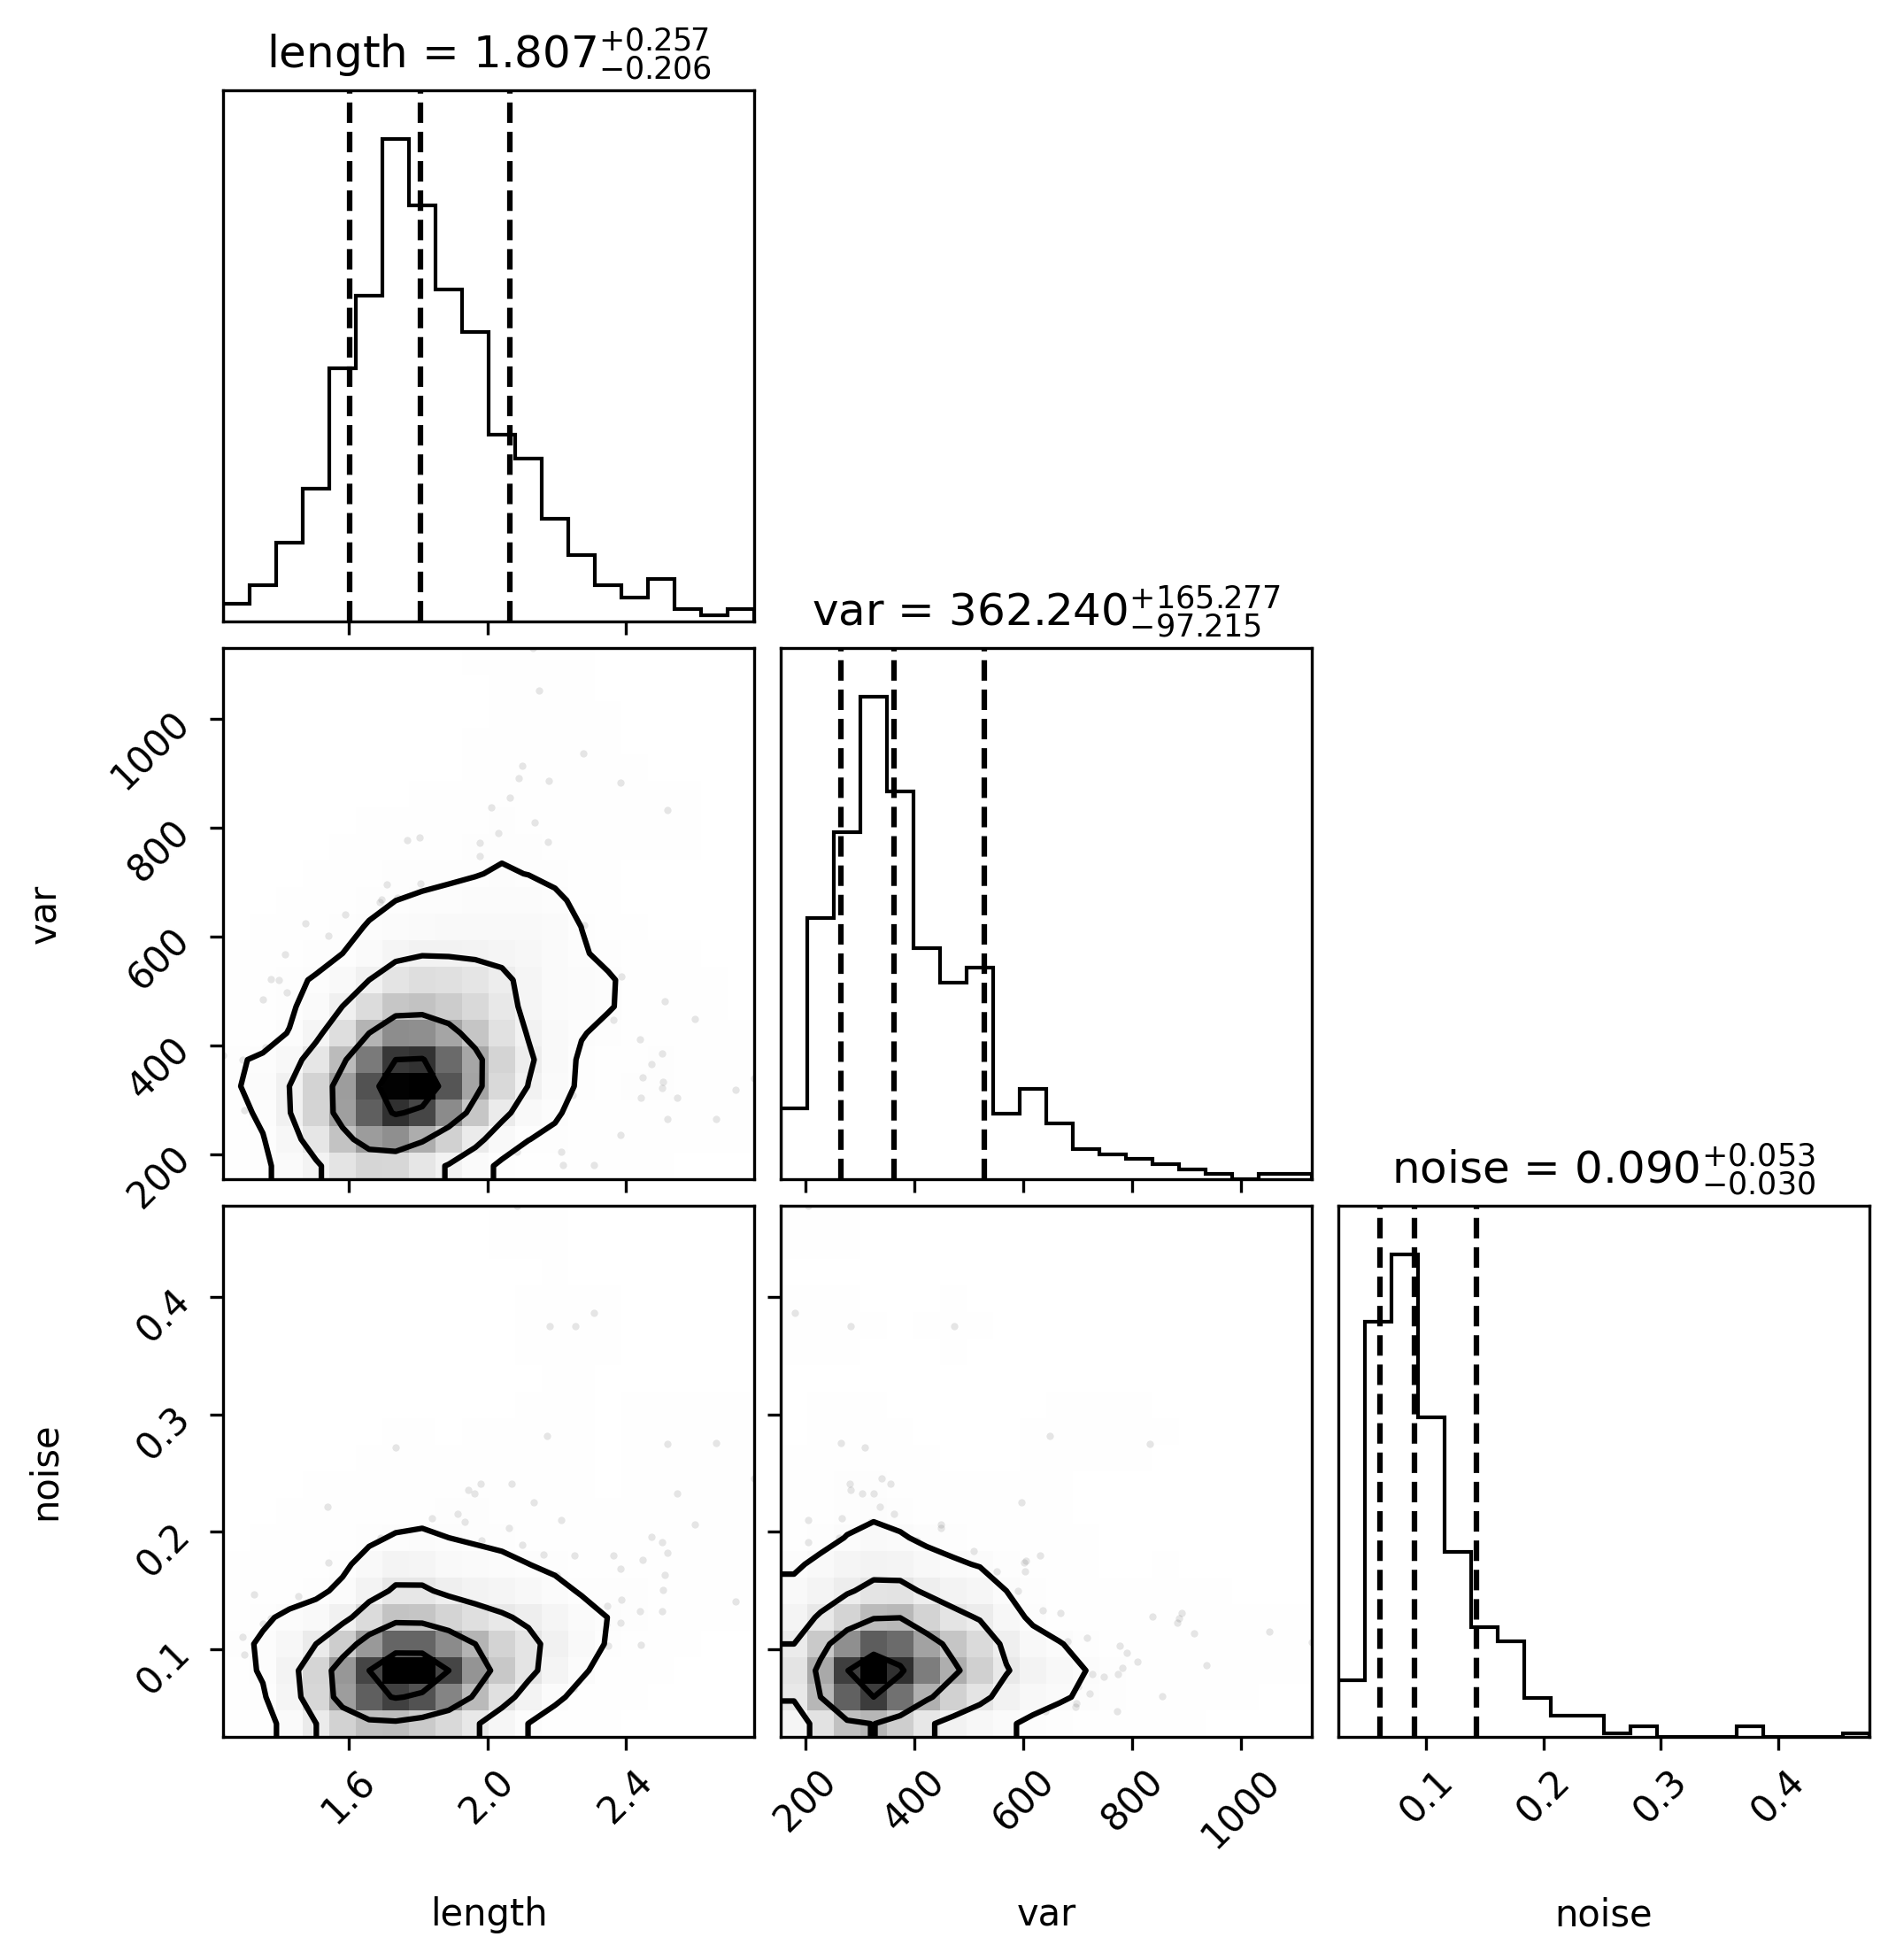 length = 1.807 +0.257 −0.206
var = 362.240 +165.277 −97.215
1000
800
600
400
200
var
noise = 0.090 +0.053 −0.030
0.4
0.3
0.2
0.1
noise
1.6 2.0 2.4 200 400 600 800 1000 0.1 0.2 0.3 0.4
length var noise